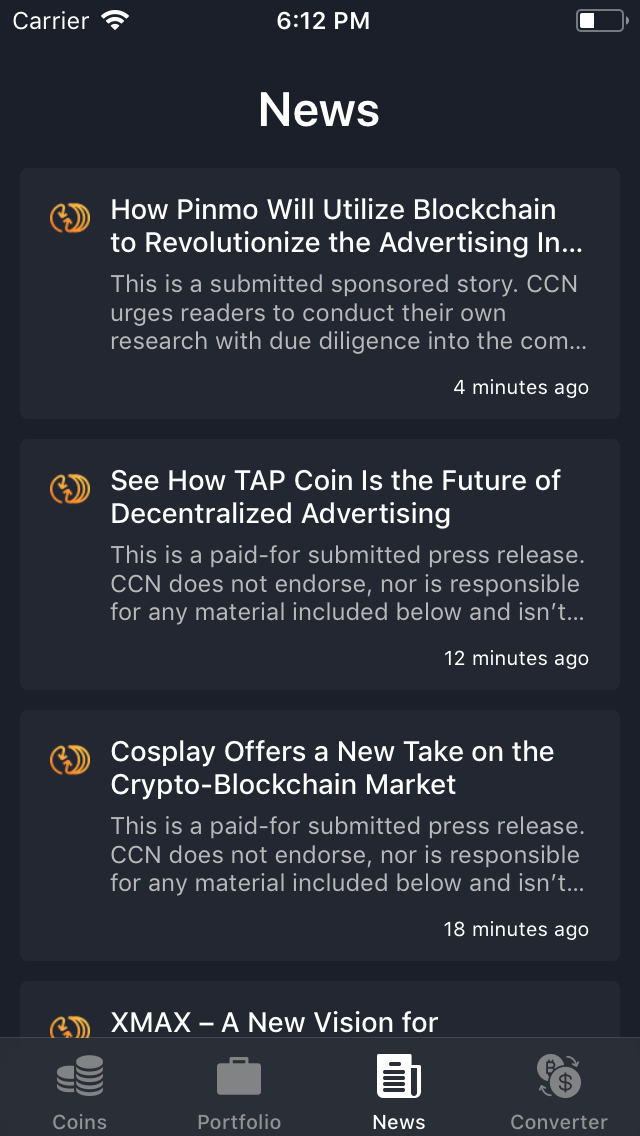 Carrier 6:12 PM
News
How Pinmo Will Utilize Blockchain
to Revolutionize the Advertising In...
This is a submitted sponsored story. CCN
urges readers to conduct their own
research with due diligence into the com...
4 minutes ago
See How TAP Coin Is the Future of
Decentralized Advertising
This is a paid-for submitted press release.
CCN does not endorse, nor is responsible
for any material included below and isn’t...
12 minutes ago
Cosplay Offers a New Take on the
Crypto-Blockchain Market
This is a paid-for submitted press release.
CCN does not endorse, nor is responsible
for any material included below and isn’t...
18 minutes ago
XMAX – A New Vision for
Coins Portfolio News Converter